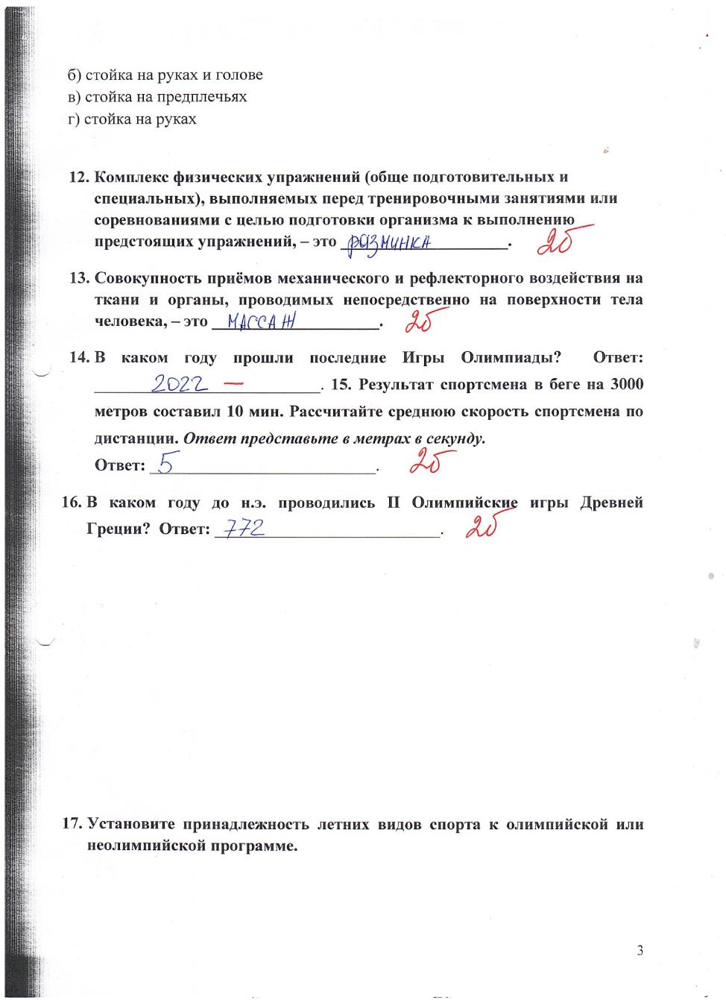 б) стойка на руках и голове
в) стойка на предплечьях
г) стойка на руках
12. Комплекс физических упражнений (обще подготовительных и
специальных), выполняемых перед тренировочными занятиями или
соревнованиями с целью подготовки организма к выполнению
предстоящих упражнений, – это разминка. 2б
13. Совокупность приёмов механического и рефлекторного воздействия на
ткани и органы, проводимых непосредственно на поверхности тела
человека, – это МАССАЖ. 2б
14. В каком году прошли последние Игры Олимпиады? Ответ:
2022 —. 15. Результат спортсмена в беге на 3000
метров составил 10 мин. Рассчитайте среднюю скорость спортсмена по
дистанции. Ответ представьте в метрах в секунду.
Ответ: 5. 2б
16. В каком году до н.э. проводились II Олимпийские игры Древней
Греции? Ответ: 772. 2б
17. Установите принадлежность летних видов спорта к олимпийской или
неолимпийской программе.
3